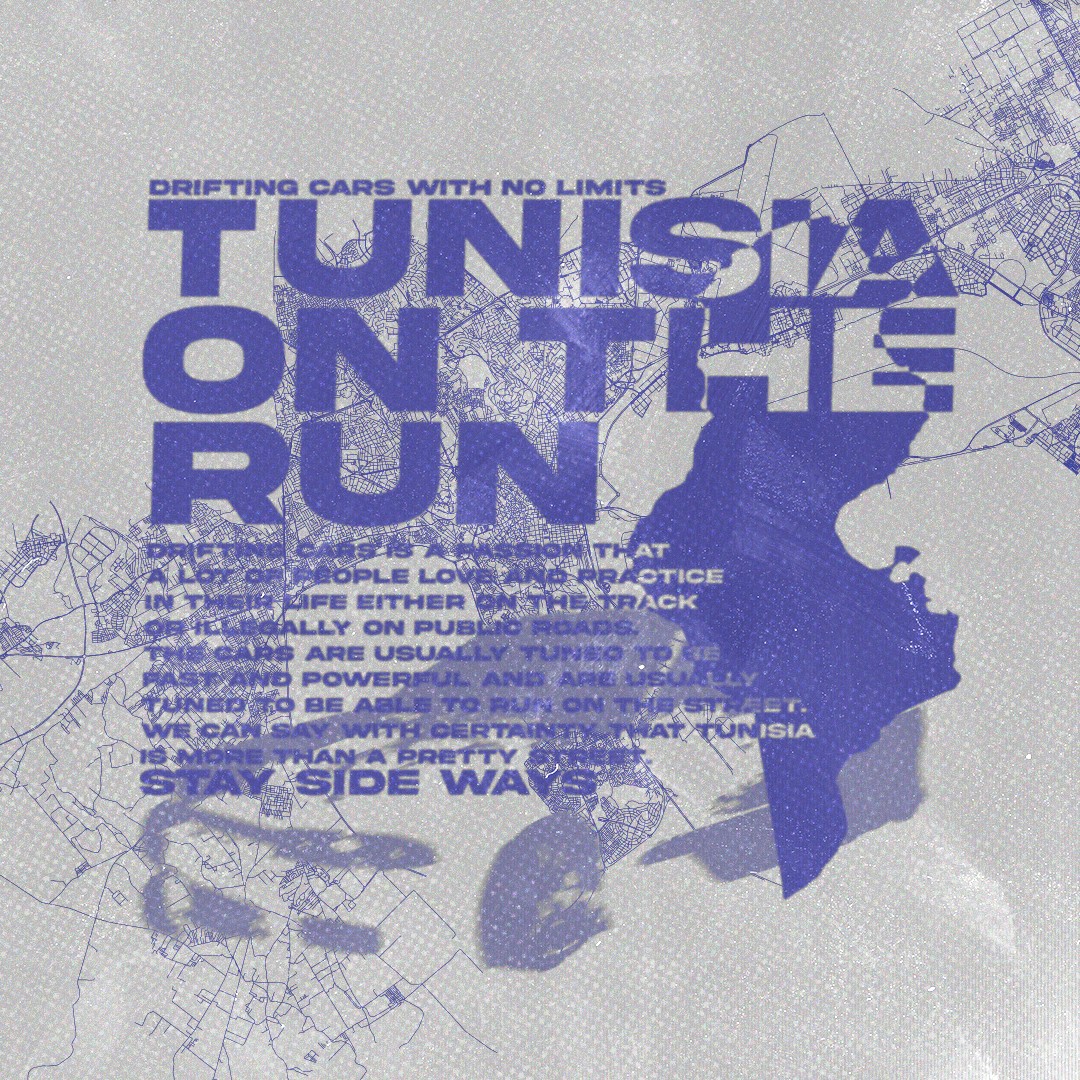 DRIFTING CARS WITH NO LIMITS
TUNISIA
ON THE
RUN
DRIFTING CARS IS A PASSION THAT
A LOT OF PEOPLE LOVE AND PRACTICE
IN THEIR LIFE EITHER ON THE TRACK
OR ILLEGALLY ON PUBLIC ROADS.
THE CARS ARE USUALLY TUNED TO BE
FAST AND POWERFUL AND ARE USUALLY
TUNED TO BE ABLE TO RUN ON THE STREET.
WE CAN SAY WITH CERTAINTY THAT TUNISIA
IS MORE THAN A PRETTY STREET.
STAY SIDE WAYS